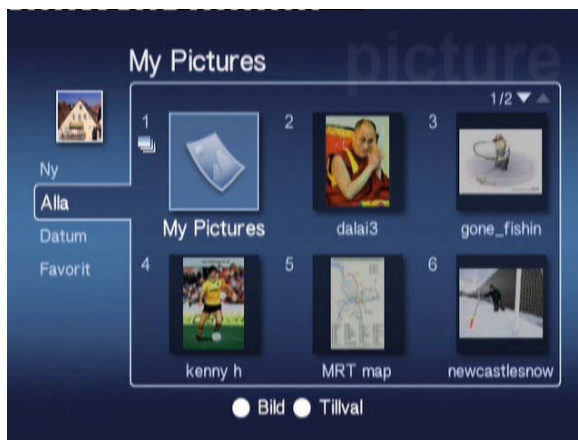 picture
My Pictures
1/2
1
2
3
Ny
Alla
Datum
Favorit
My Pictures
dalai3
gone_fishin
4
5
6
kenny h
MRT map
newcastlesnow
Bild
Tillval